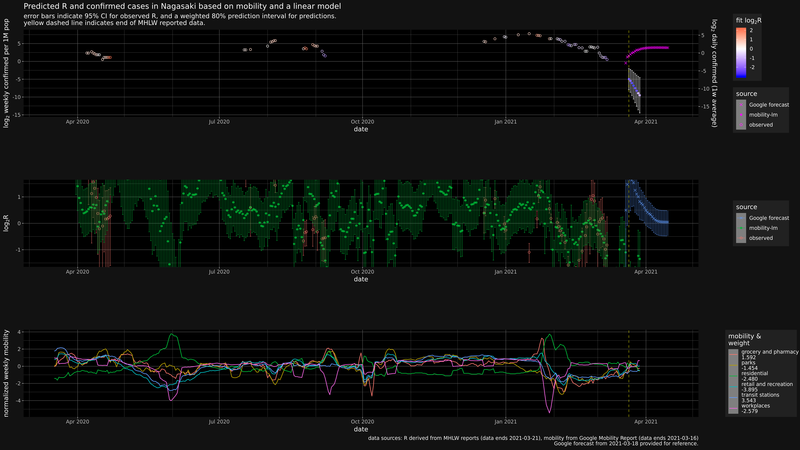 Predicted R and confirmed cases in Nagasaki based on mobility and a linear model
error bars indicate 95% CI for observed R, and a weighted 80% prediction interval for predictions.
yellow dashed line indicates end of MHLW reported data.
log₂ weekly confirmed per 1M pop
5
0
-5
-10
-15
5
0
-5
-10
-15
log₂ daily confirmed (1w average)
Apr 2020
Jul 2020
Oct 2020
Jan 2021
Apr 2021
date
fit log₂R
2
1
0
-1
-2
source
Google forecast
mobility-lm
observed
log₂R
1
0
-1
Apr 2020
Jul 2020
Oct 2020
Jan 2021
Apr 2021
date
source
Google forecast
mobility-lm
observed
normalized weekly mobility
4
2
0
-2
-4
Apr 2020
Jul 2020
Oct 2020
Jan 2021
Apr 2021
date
mobility &
weight
grocery and pharmacy
1.592
parks
-1.454
residential
-2.480
retail and recreation
-3.895
transit stations
3.543
workplaces
-2.579
data sources: R derived from MHLW reports (data ends 2021-03-21), mobility from Google Mobility Report (data ends 2021-03-16)
Google forecast from 2021-03-18 provided for reference.